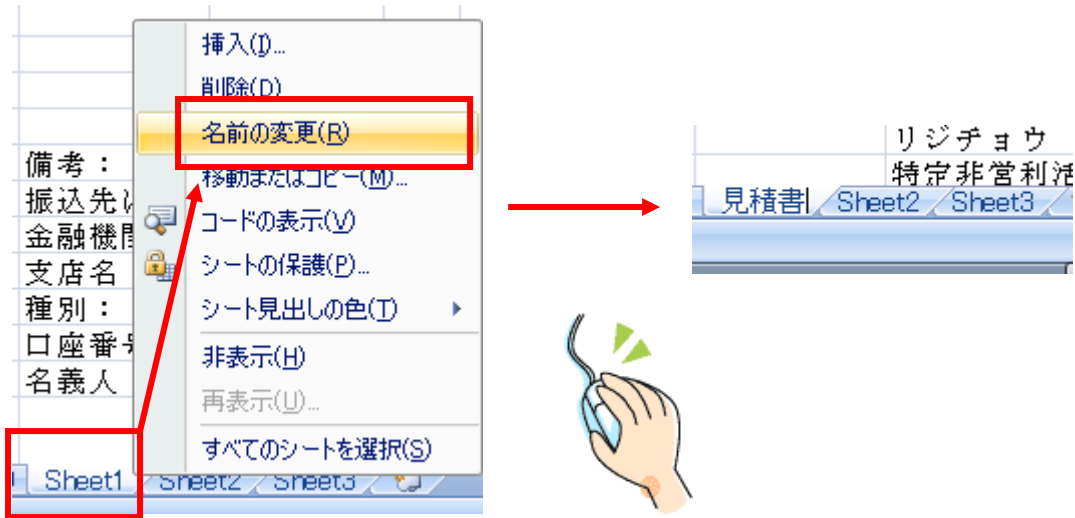 挿入(I)...
削除(D)
名前の変更(R)
移動またはコピー(M)...
コードの表示(V)
シートの保護(P)...
シート見出しの色(T)
非表示(H)
再表示(U)...
すべてのシートを選択(S)
備考：
振込先
金融機関
支店名
種別：
口座番号
名義人
Sheet1
Sheet2
Sheet3
リジチョウ
特定非営利活
見積書
Sheet2
Sheet3